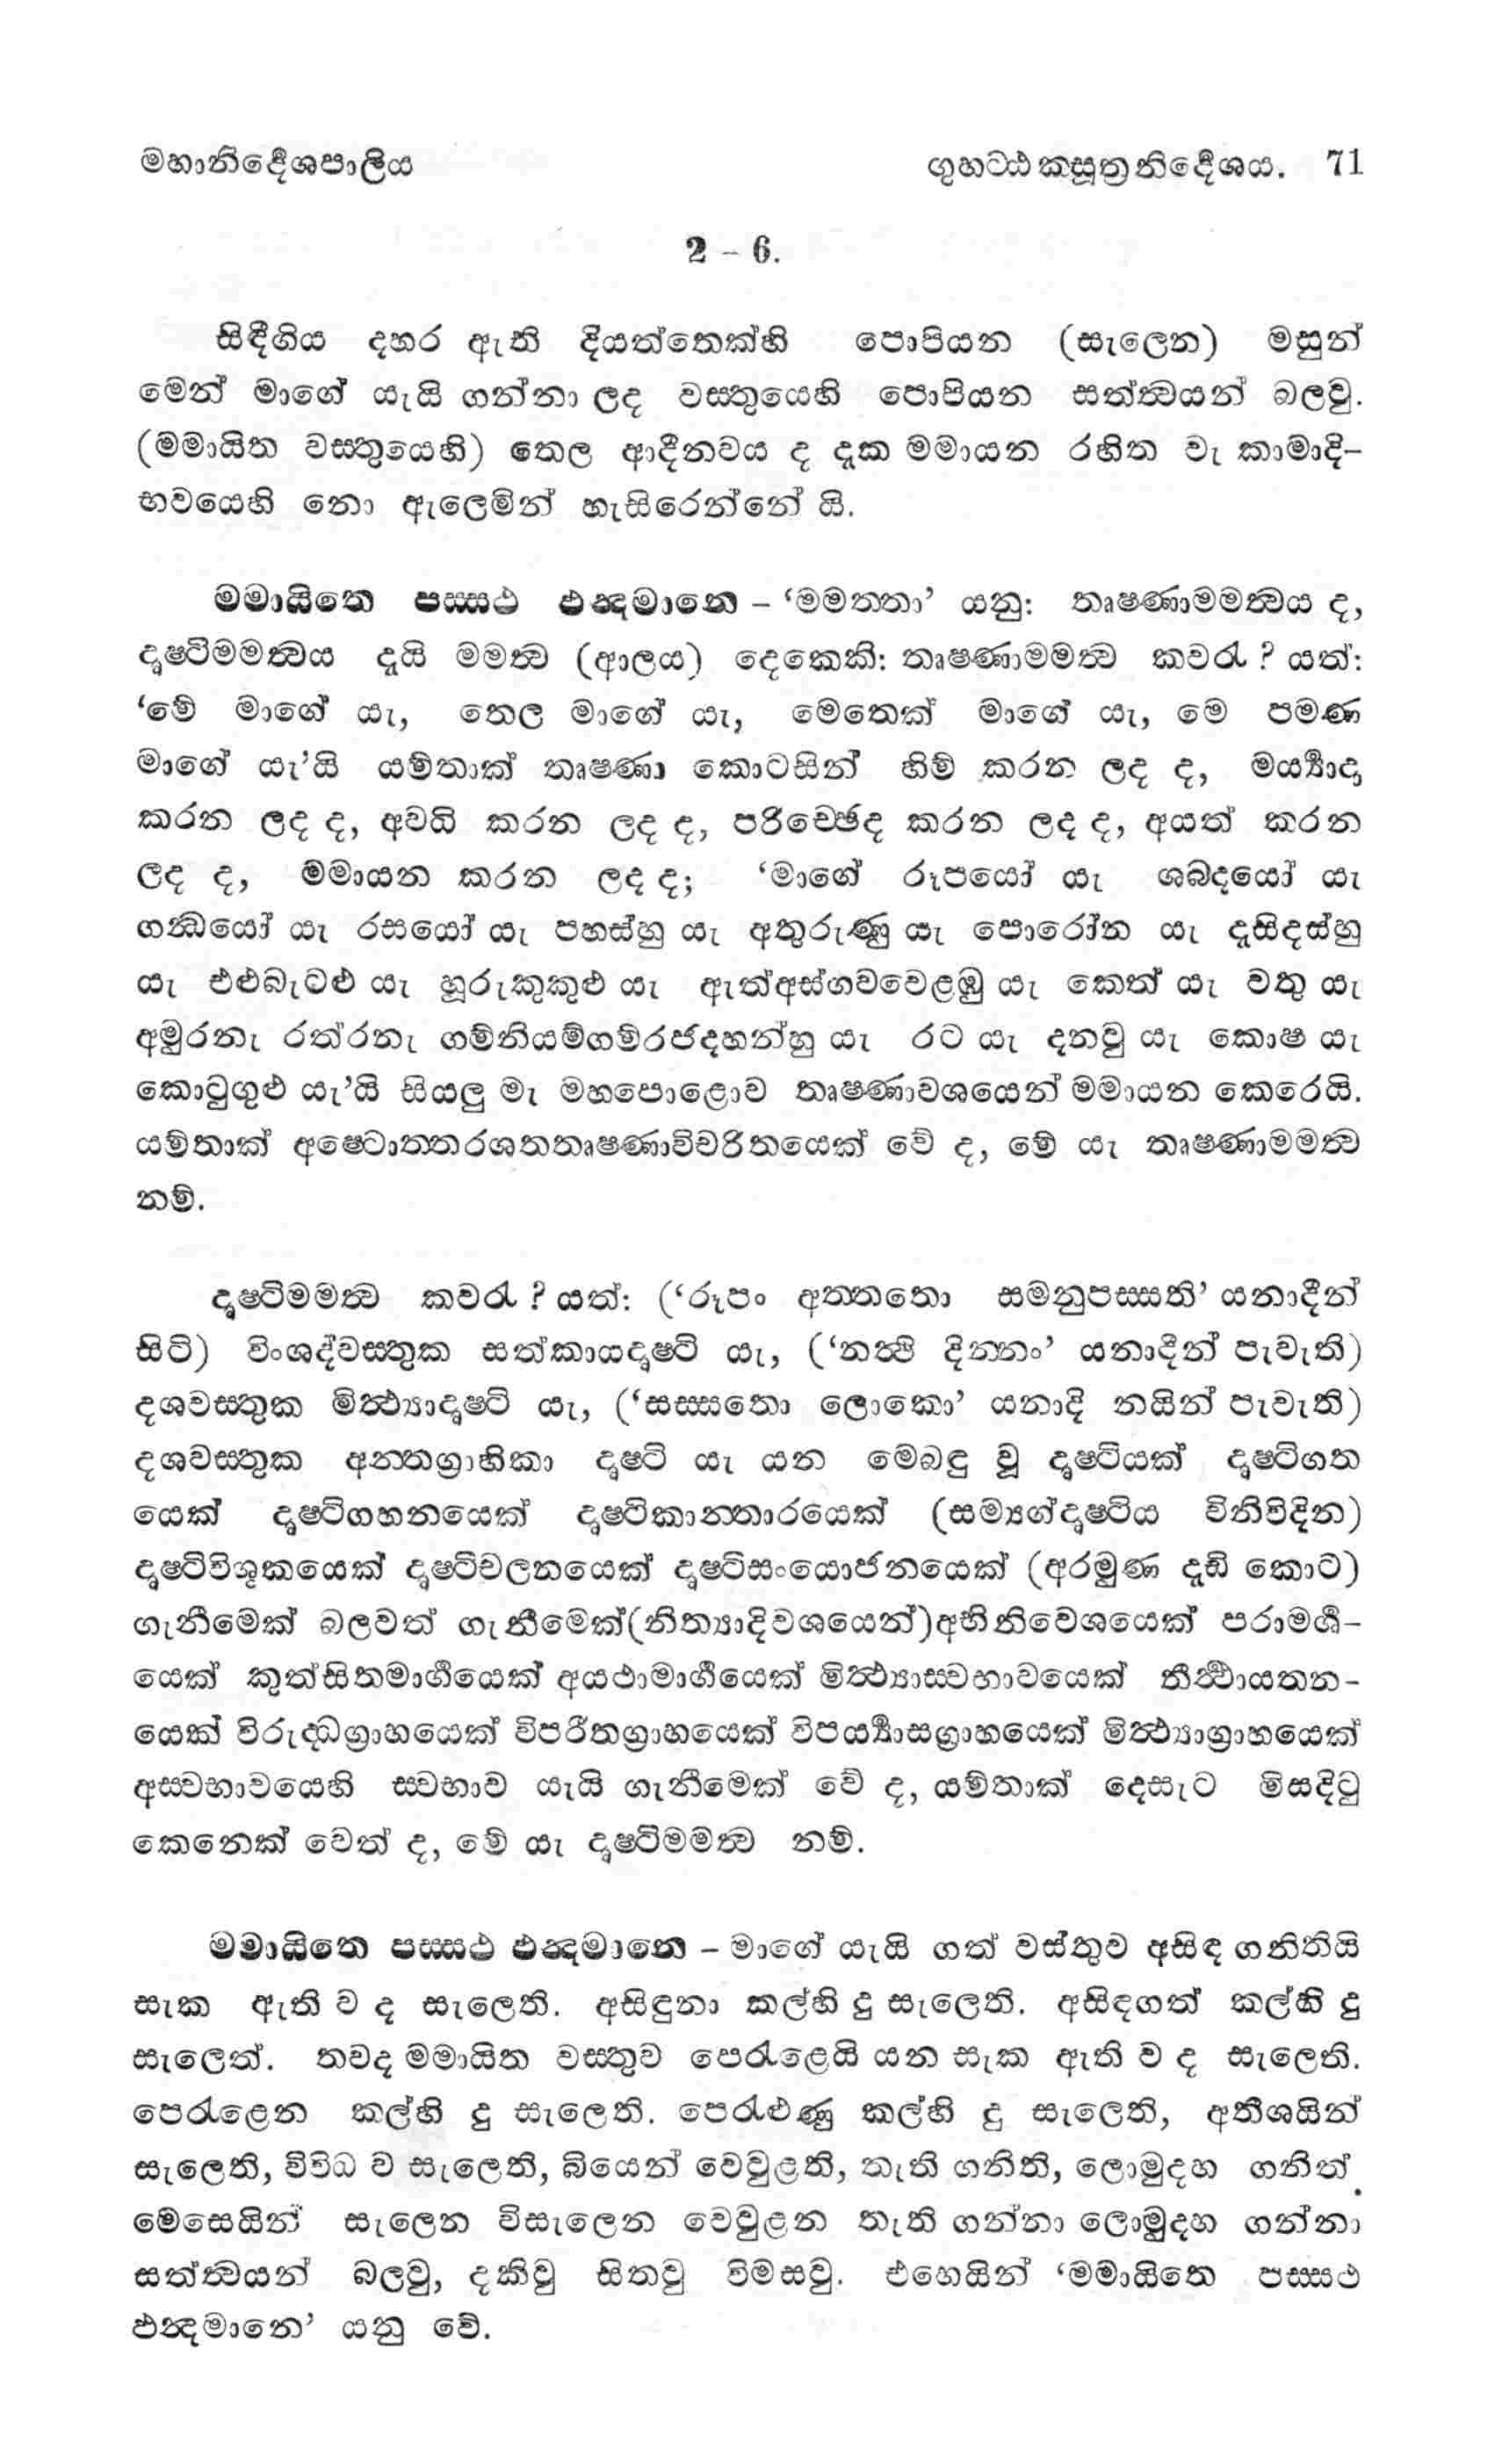 මහානිර්දේශපාලිය ගුහට්ඨකසූත්‍රනිර්දේශය. 71
2 – 6.
සිඳීගිය දහර ඇති දියත්තෙක්හි පොපියන (සැලෙන) මසුන්
මෙන් මාගේ යැයි ගන්නා ලද වස්තුයෙහි පොපියන සත්ත්වයන් බලවු.
(මමායිත වස්තුයෙහි) තෙල ආදීනවය ද දැක මමායන රහිත වැ කාමාදි-
භවයෙහි නො ඇලෙමින් හැසිරෙන්නේ යි.
මමායිතෙ පස්සථ ඵන්දමානෙ – ‘මමත්තා’ යනු: තෘෂ්ණාමමත්වය ද,
දෘෂ්ටිමමත්වය දැයි මමත්ව (ආලය) දෙකෙකි: තෘෂ්ණාමමත්ව කවරැ? යත්:
‘මේ මාගේ යැ, තෙල මාගේ යැ, මෙතෙක් මාගේ යැ, මෙ පමණ
මාගේ යැ’යි යම්තාක් තෘෂ්ණා කොටසින් හිම් කරන ලද ද, මර්‍ය්‍යාදා
කරන ලද ද, අවධි කරන ලද ද, පරිච්ඡේද කරන ලද ද, අයත් කරන
ලද ද, මමායන කරන ලද ද; ‘මාගේ රූපයෝ යැ ශබ්දයෝ යැ
ගන්ධයෝ යැ රසයෝ යැ පහස්හු යැ අතුරුණු යැ පොරෝන යැ දැසිදස්හු
යැ එළුබැටළු යැ හූරුකුකුළු යැ ඇත්අස්ගවවෙළඹු යැ කෙත් යැ වතු යැ
අමුරනැ රත්රනැ ගම්නියම්ගම්රජදහන්හු යැ රට යැ දනවු යැ කොෂ යැ
කොටුගුළු යැ’යි සියලු මැ මහපොළොව තෘෂ්ණාවශයෙන් මමායන කෙරෙයි.
යම්තාක් අෂ්ටොත්තරශතතෘෂ්ණාවිචරිතයෙක් වේ ද, මේ යැ තෘෂ්ණාමමත්ව
නම්.
දෘෂ්ටිමමත්ව කවරැ? යත්: (‘රූපං අත්තතො සමනුපස්සති’ යනාදීන්
සිටි) විංශද්වස්තුක සත්කායදෘෂ්ටි යැ, (‘නත්ථි දින්නං’ යනාදීන් පැවැති)
දශවස්තුක මිත්ථ්‍යාදෘෂ්ටි යැ, (‘සස්සතො ලොකො’ යනාදි නයින් පැවැති)
දශවස්තුක අන්තග්‍රාහිකා දෘෂ්ටි යැ යන මෙබඳු වූ දෘෂ්ටියක් දෘෂ්ටිගත
යෙක් දෘෂ්ටිගහනයෙක් දෘෂ්ටිකාන්තාරයෙක් (සම්‍යග්දෘෂ්ටිය විනිවිදින)
දෘෂ්ටිවිශූකයෙක් දෘෂ්ටිචලනයෙක් දෘෂ්ටිසංයොජනයෙක් (අරමුණ දැඩි කොට)
ගැනීමෙක් බලවත් ගැනීමෙක්(නිත්‍යාදිවශයෙන්)අභිනිවෙශයෙක් පරාමර්ශ-
යෙක් කුත්සිතමාර්ගයෙක් අයථාමාර්ගයෙක් මිත්ථ්‍යාස්වභාවයෙක් තීර්ත්ථායතන-
යෙක් විරුද්ධග්‍රාහයෙක් විපරීතග්‍රාහයෙක් විපර්‍ය්‍යාසග්‍රාහයෙක් මිත්ථ්‍යාග්‍රාහයෙක්
අස්වභාවයෙහි ස්වභාව යැයි ගැනීමෙක් වේ ද, යම්තාක් දෙසැට මිසදිටු
කෙනෙක් වෙත් ද, මේ යැ දෘෂ්ටිමමත්ව නම්.
මමායිතෙ පස්සථ ඵන්දමානෙ – මාගේ යැයි ගත් වස්තුව අසිඳ ගනිතියි
සැක ඇති ව ද සැලෙති. අසිඳුනා කල්හි දු සැලෙති. අසිඳගත් කල්හි දු
සැලෙත්. තවද මමායිත වස්තුව පෙරැළෙයි යන සැක ඇති ව ද සැලෙති.
පෙරැළෙන කල්හි දු සැලෙති. පෙරැළුණු කල්හි දු සැලෙති, අතිශයින්
සැලෙති, විවිධ ව සැලෙති, බියෙන් වෙවුළති, තැති ගනිති, ලොමුදහ ගනිත්.
මෙසෙයින් සැලෙන විසැලෙන වෙවුළන තැති ගන්නා ලොමුදහ ගන්නා
සත්ත්වයන් බලවු, දකිවු සිතවු විමසවු. එහෙයින් ‘මමායිතෙ පස්සථ
ඵන්දමානෙ’ යනු වේ.